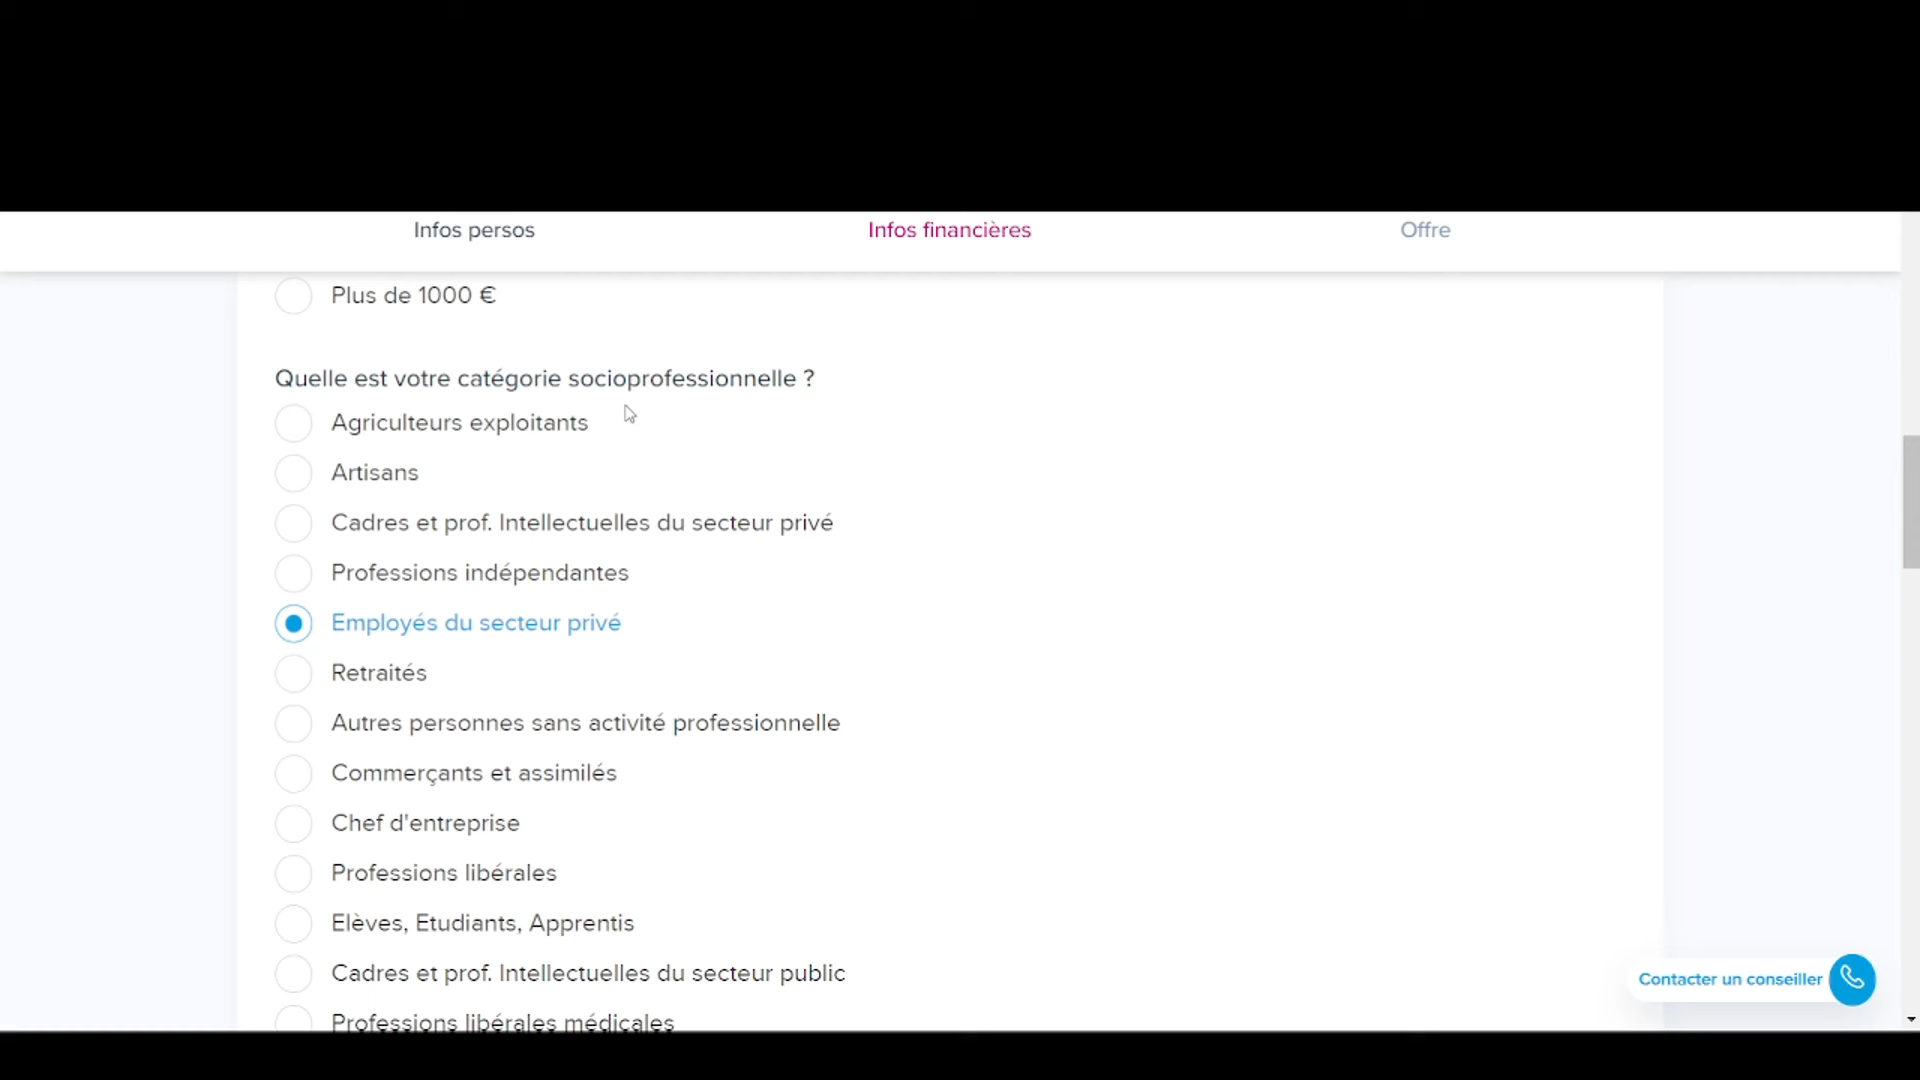 Infos persos
Infos financières
Offre
Plus de 1000 €
Quelle est votre catégorie socioprofessionnelle ?
Agriculteurs exploitants
Artisans
Cadres et prof. Intellectuelles du secteur privé
Professions indépendantes
Employés du secteur privé
Retraités
Autres personnes sans activité professionnelle
Commerçants et assimilés
Chef d'entreprise
Professions libérales
Elèves, Etudiants, Apprentis
Cadres et prof. Intellectuelles du secteur public
Contacter un conseiller
Professions libérales médicales